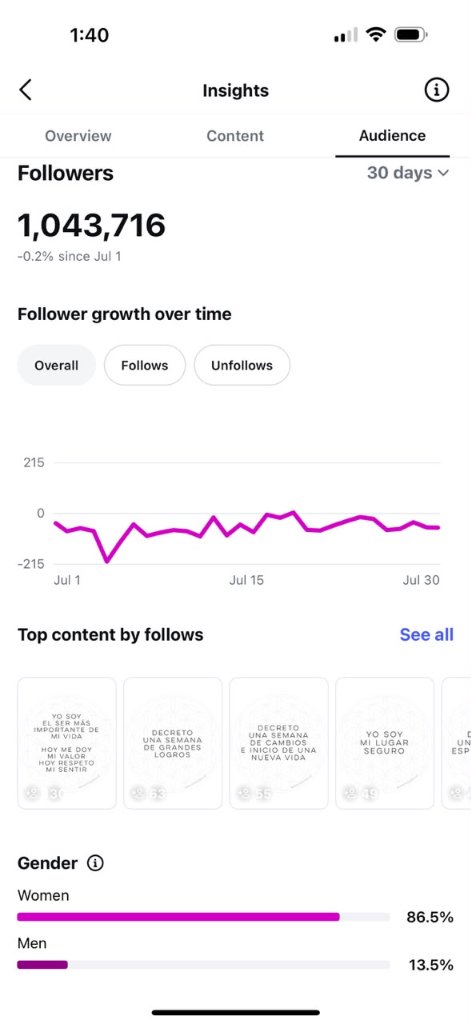 1:40
Insights
Overview Content Audience
Followers 30 days
1,043,716
-0.2% since Jul 1
Follower growth over time
Overall Follows Unfollows
215
0
-215
Jul 1 Jul 15 Jul 30
Top content by follows See all
YO SOY
EL SER MÁS
IMPORTANTE DE
MI VIDA
HOY ME DOY
MI VALOR
HOY RESPETO
MI SENTIR
30
DECRETO
UNA SEMANA
DE GRANDES
LOGROS
63
DECRETO
UNA SEMANA
DE CAMBIOS
E INICIO DE UNA
NUEVA VIDA
55
YO SOY
MI LUGAR
SEGURO
49
Gender
Women
86.5%
Men
13.5%